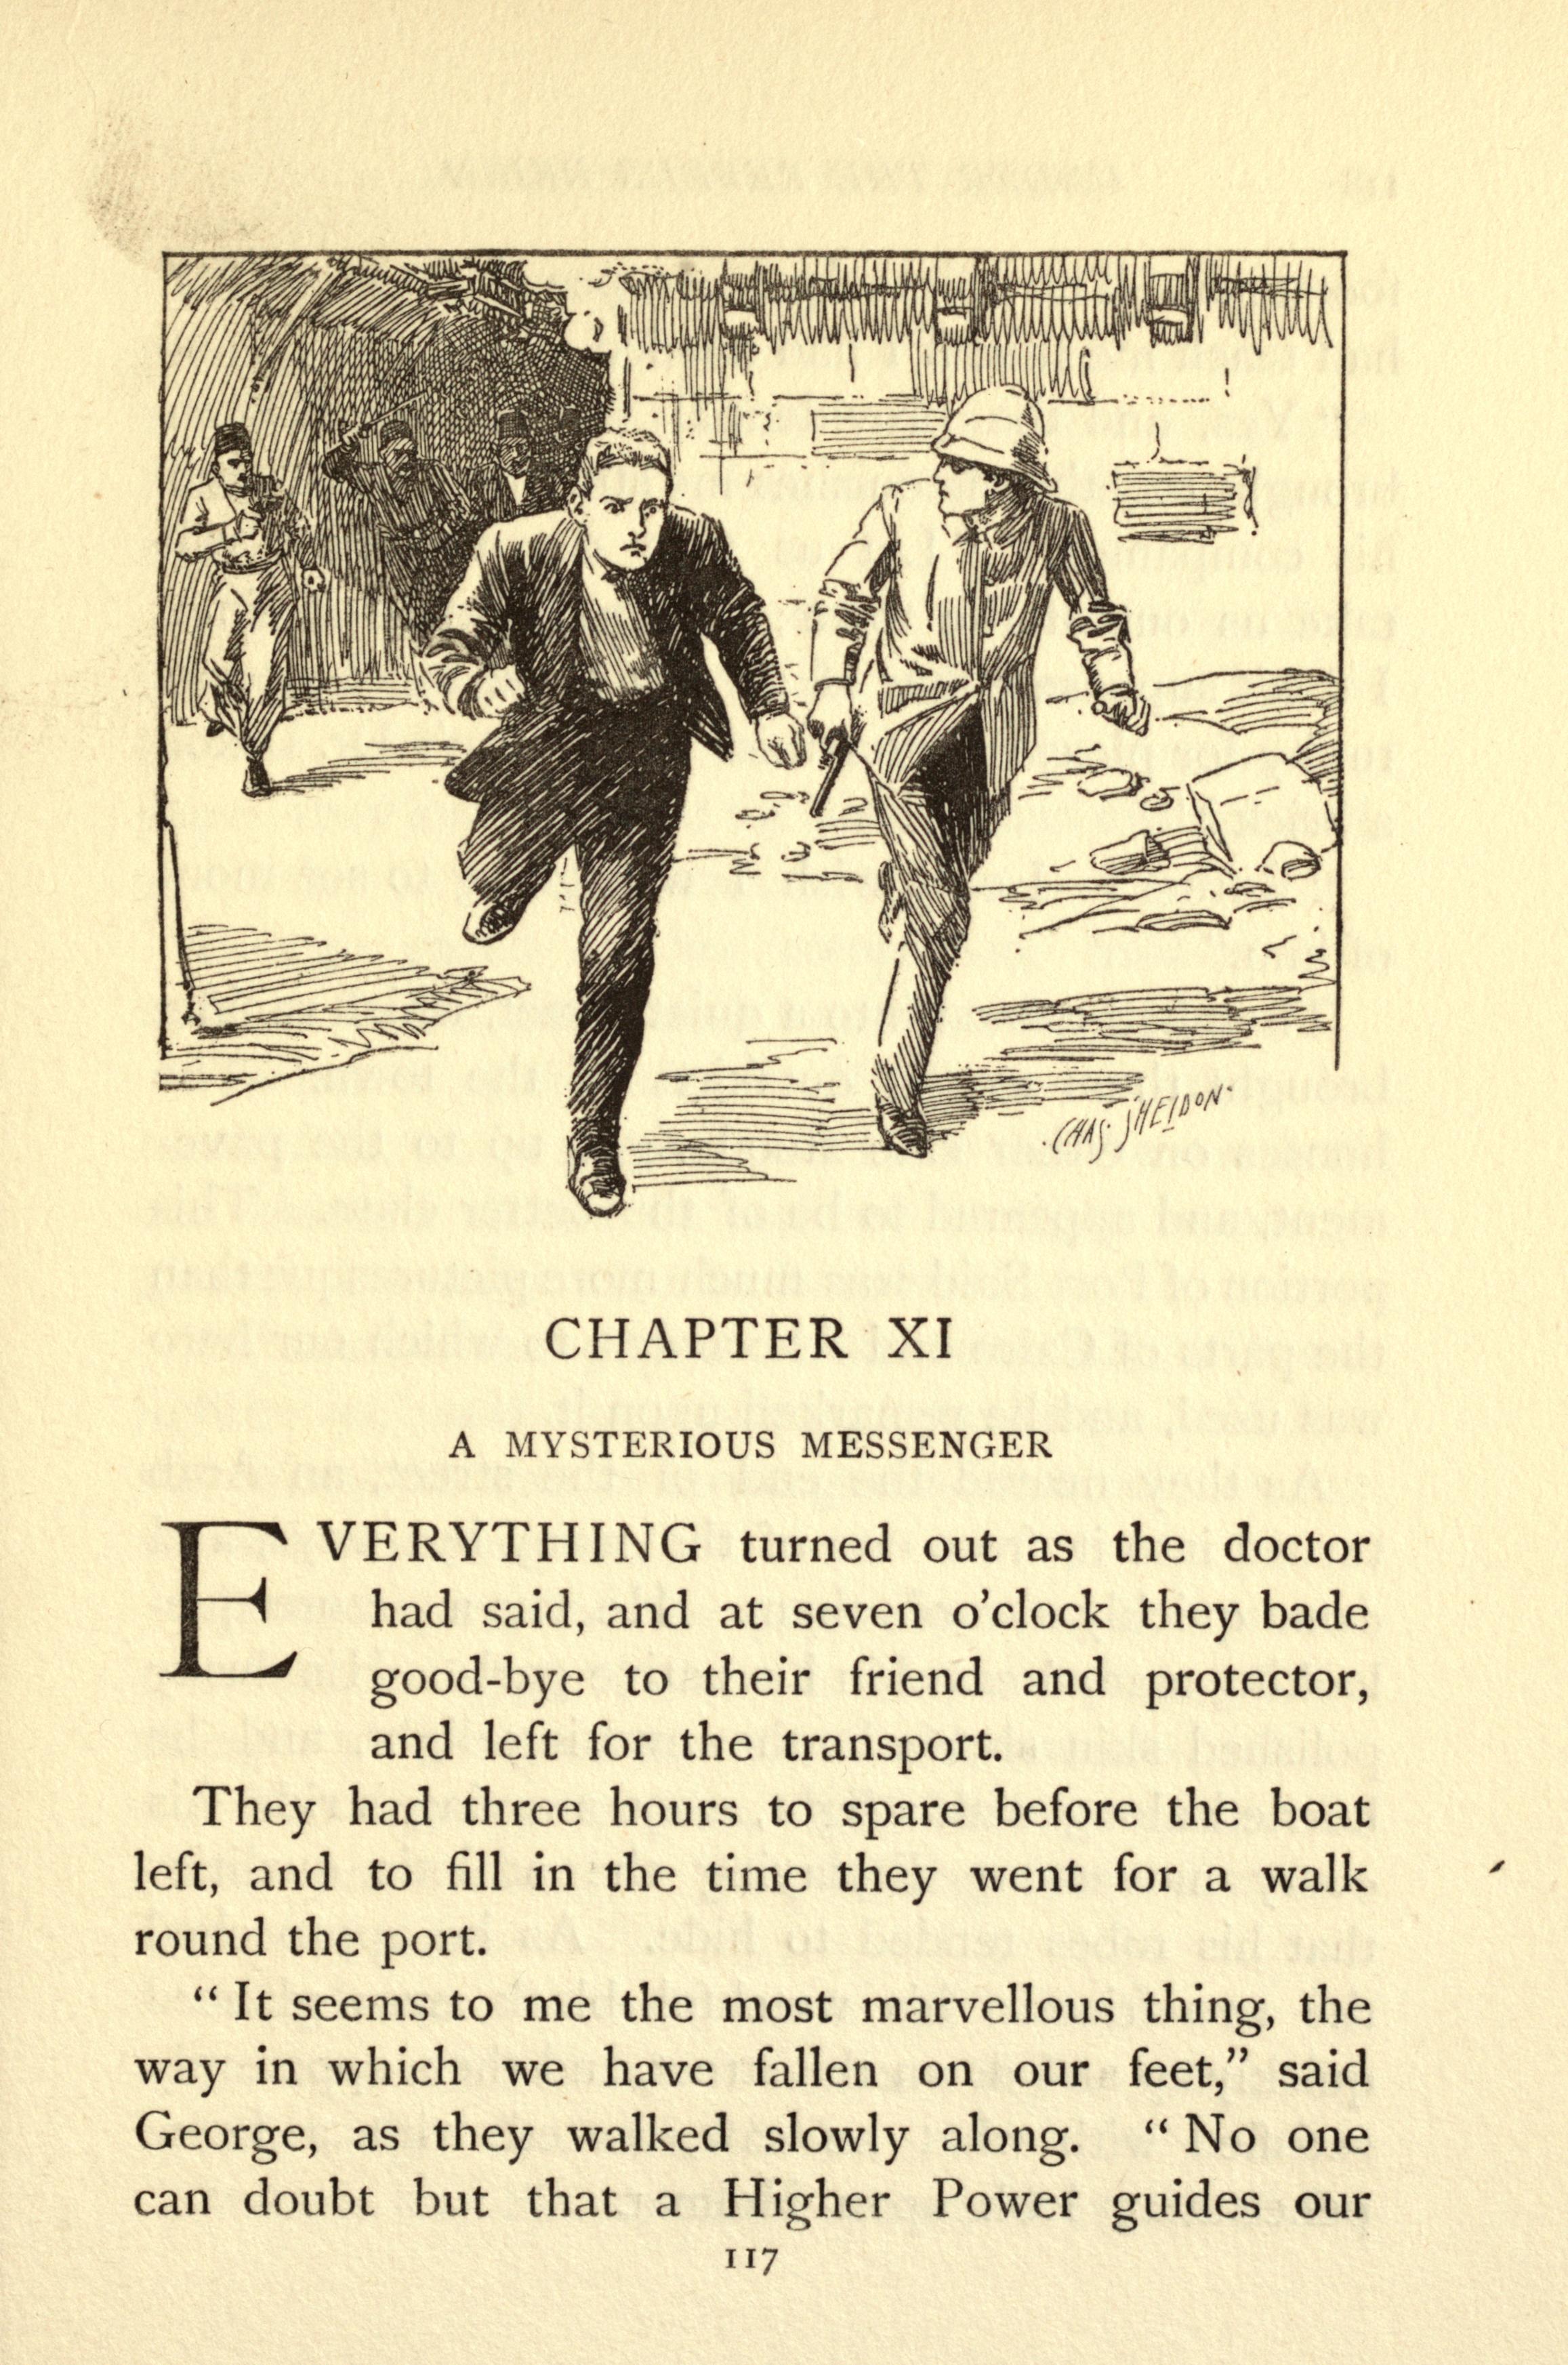 CHAS. SHELDON.
CHAPTER XI
A MYSTERIOUS MESSENGER
EVERYTHING turned out as the doctor
had said, and at seven o'clock they bade
good-bye to their friend and protector,
and left for the transport.
They had three hours to spare before the boat
left, and to fill in the time they went for a walk
round the port.
“It seems to me the most marvellous thing, the
way in which we have fallen on our feet,” said
George, as they walked slowly along. “No one
can doubt but that a Higher Power guides our
117